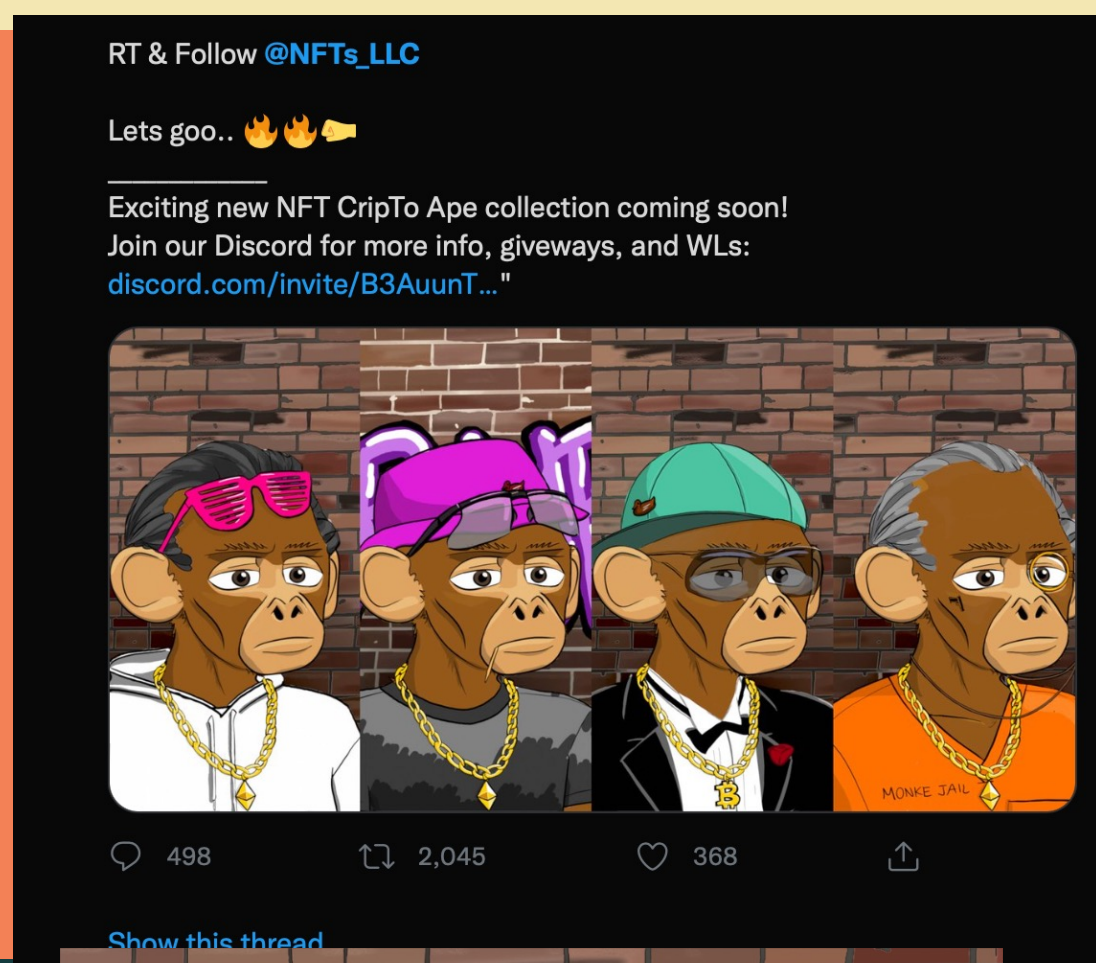 RT & Follow @NFTs_LLC
Lets goo.. 🔥🔥🤛
Exciting new NFT CripTo Ape collection coming soon!
Join our Discord for more info, giveways, and WLs:
discord.com/invite/B3AuunT..."
MONKE JAIL
498 2,045 368
Show this thread